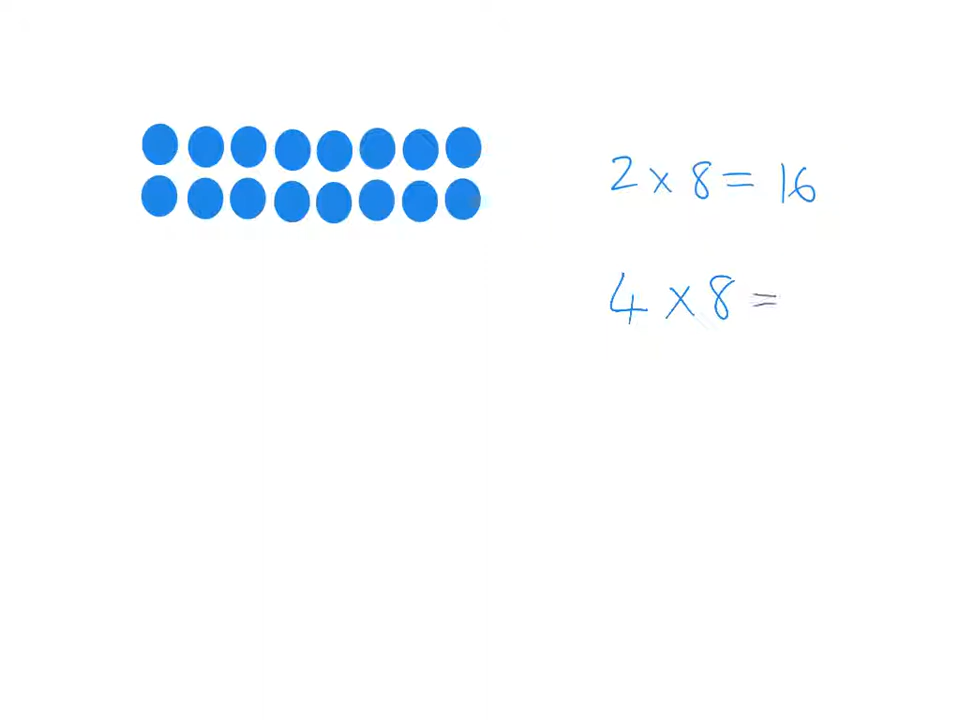 2 × 8 = 16
4 × 8 =